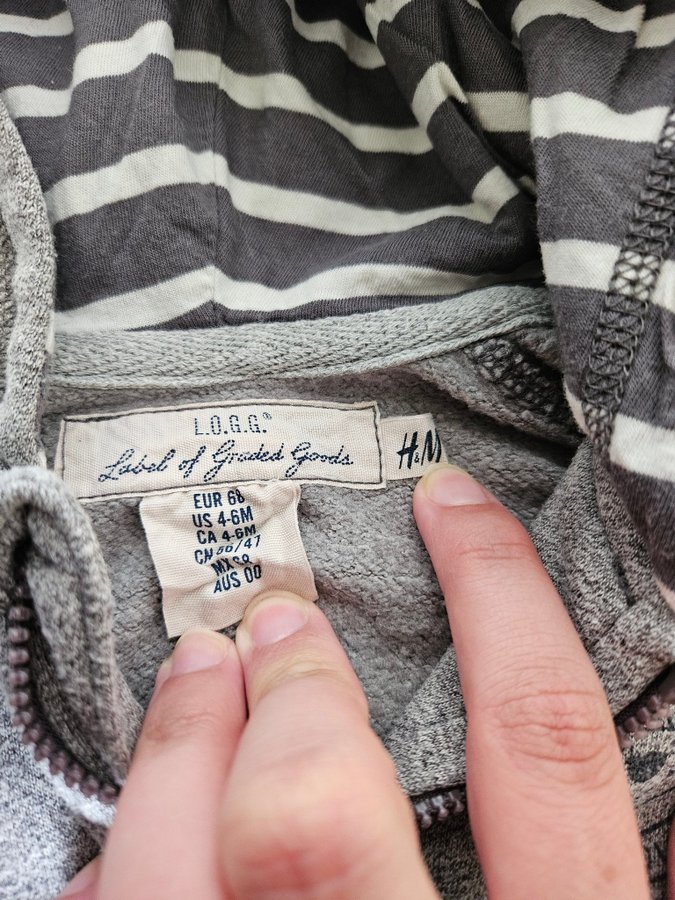 L.O.G.G.®
Label of Graded Goods
H&M
EUR 68
US 4-6M
CA 4-6M
CN 66/47
AUS 00